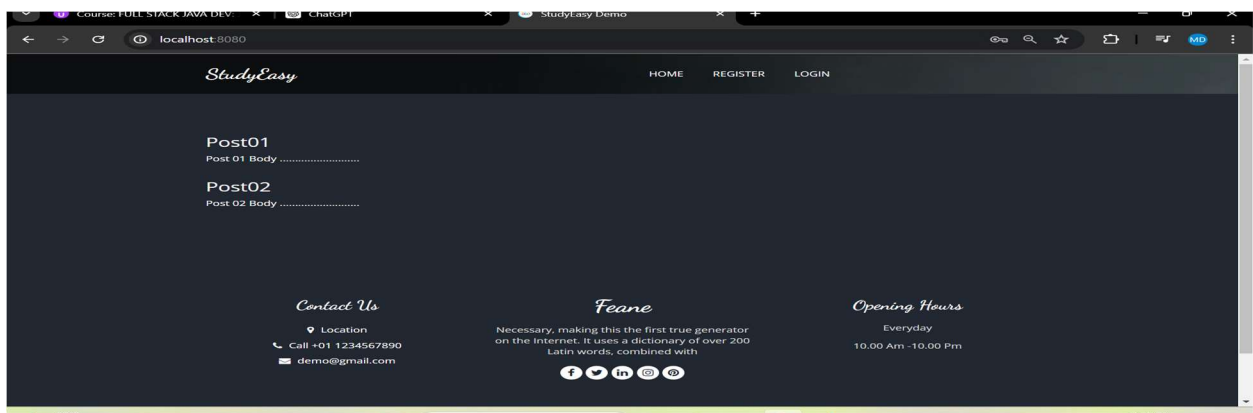 Course: FULL STACK JAVA DEV:
ChatGPT
StudyEasy Demo
localhost:8080
MD
StudyEasy
HOME REGISTER LOGIN
Post01
Post 01 Body ..........................
Post02
Post 02 Body ..........................
Contact Us
Location
Call +01 1234567890
demo@gmail.com
Feane
Necessary, making this the first true generator
on the Internet. It uses a dictionary of over 200
Latin words, combined with
Opening Hours
Everyday
10.00 Am -10.00 Pm